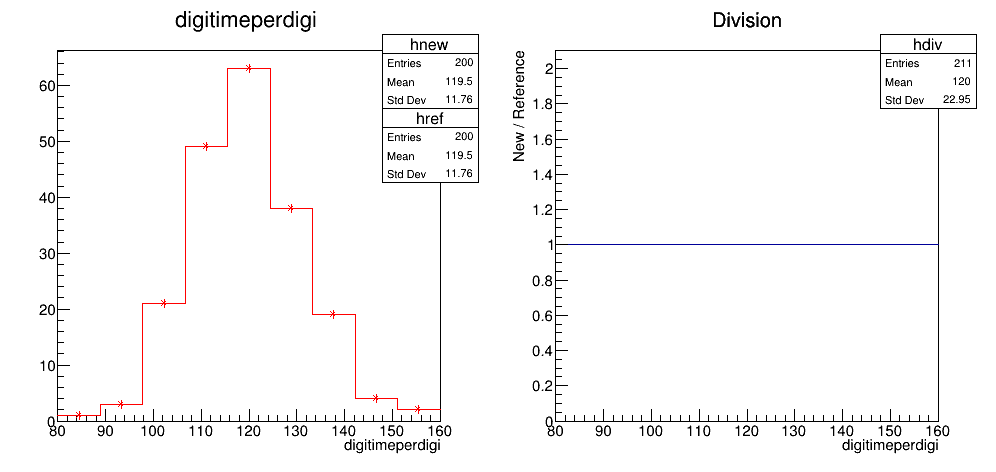 digitimeperdigi
hnew
Entries 200
Mean 119.5
Std Dev 11.76
href
Entries 200
Mean 119.5
Std Dev 11.76
60
50
40
30
20
10
0
80 90 100 110 120 130 140 150 160
digitimeperdigi
Division
hdiv
Entries 211
Mean 120
Std Dev 22.95
New / Reference
2
1.8
1.6
1.4
1.2
1
0.8
0.6
0.4
0.2
0
80 90 100 110 120 130 140 150 160
digitimeperdigi